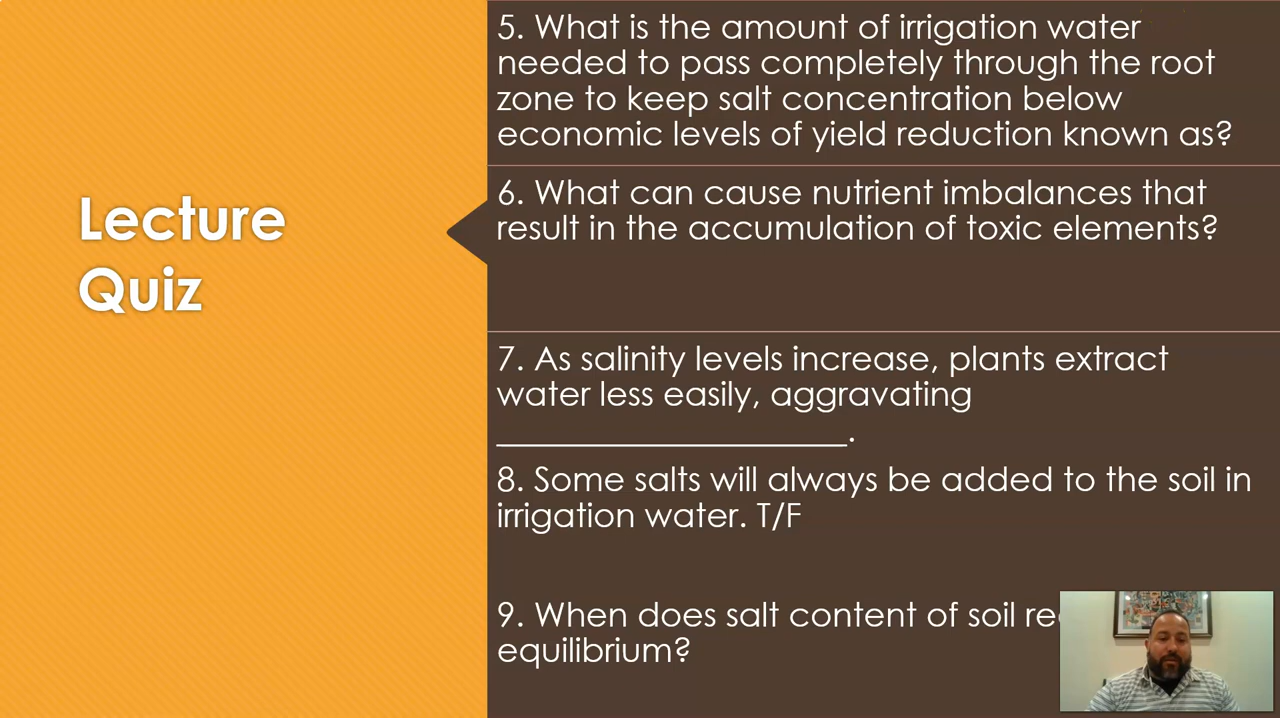 Lecture
Quiz
5. What is the amount of irrigation water
needed to pass completely through the root
zone to keep salt concentration below
economic levels of yield reduction known as?
6. What can cause nutrient imbalances that
result in the accumulation of toxic elements?
7. As salinity levels increase, plants extract
water less easily, aggravating
____________________.
8. Some salts will always be added to the soil in
irrigation water. T/F
9. When does salt content of soil
equilibrium?